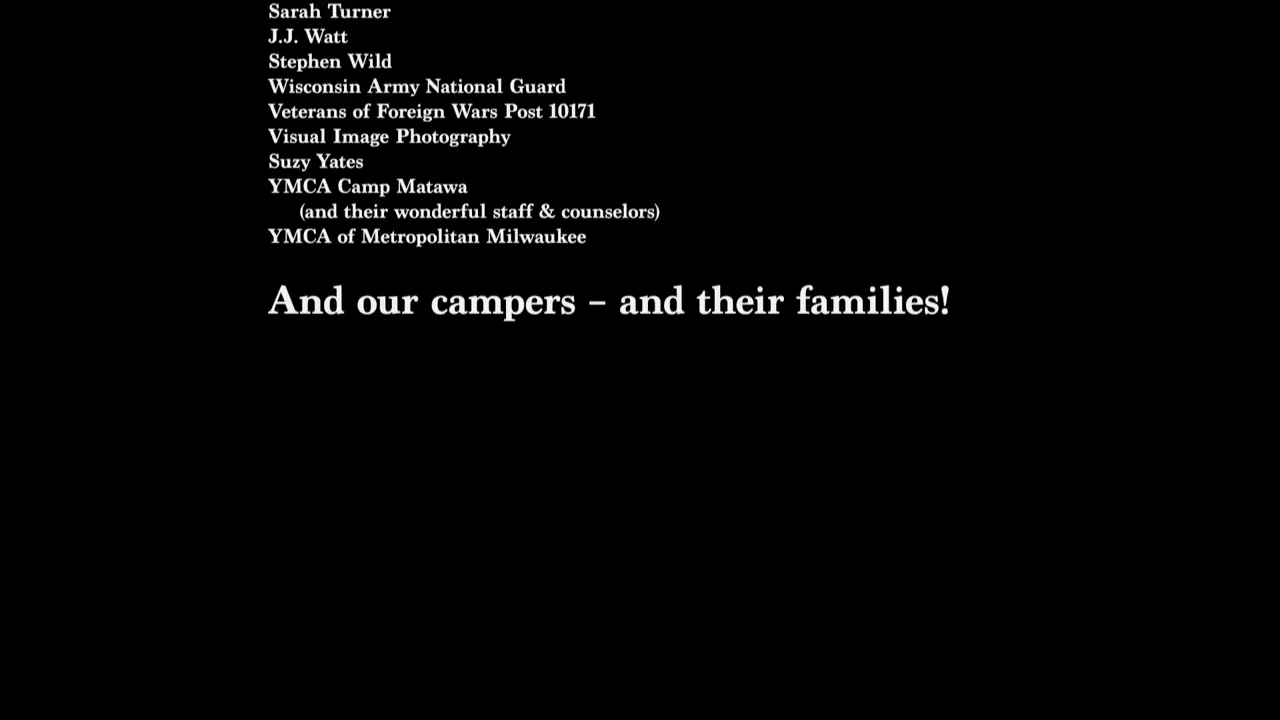 Sarah Turner
J.J. Watt
Stephen Wild
Wisconsin Army National Guard
Veterans of Foreign Wars Post 10171
Visual Image Photography
Suzy Yates
YMCA Camp Matawa
(and their wonderful staff & counselors)
YMCA of Metropolitan Milwaukee
And our campers – and their families!